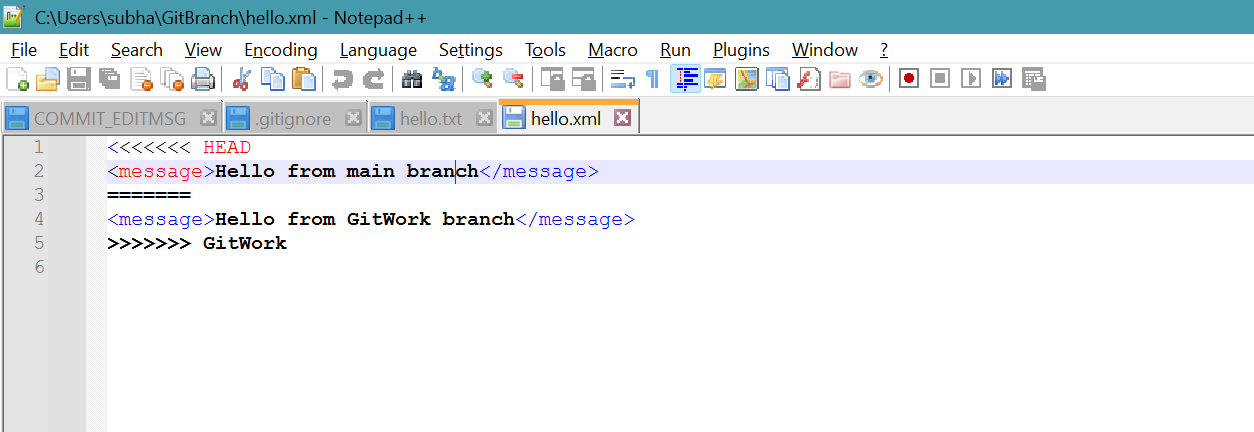 C:\Users\subha\GitBranch\hello.xml - Notepad++
File Edit Search View Encoding Language Settings Tools Macro Run Plugins Window ?
COMMIT_EDITMSG .gitignore hello.txt hello.xml
1 <<<<<<< HEAD
2 <message>Hello from main branch</message>
3 =======
4 <message>Hello from GitWork branch</message>
5 >>>>>>> GitWork
6